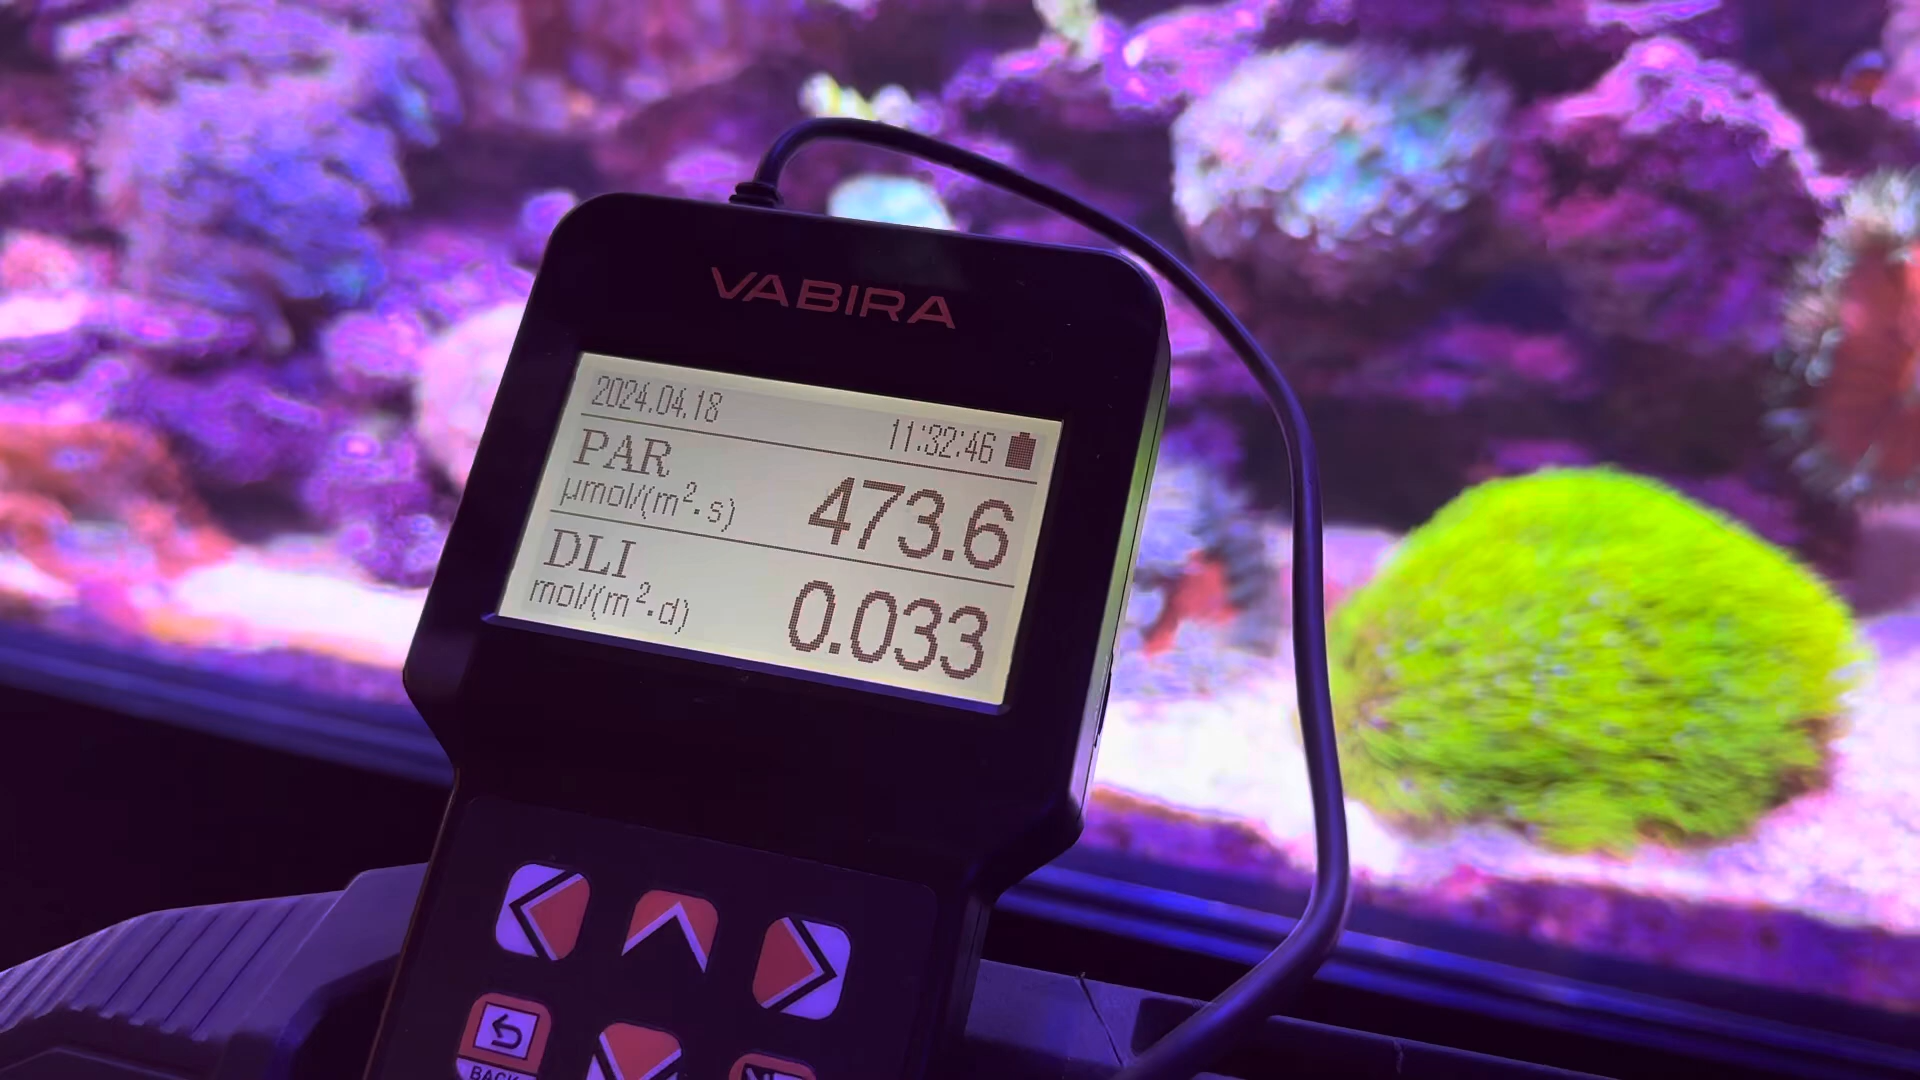 VABIRA
2024.04.18
11:32:46
PAR
μmol/(m²·s)
473.6
DLI
mol/(m²·d)
0.033
BACK